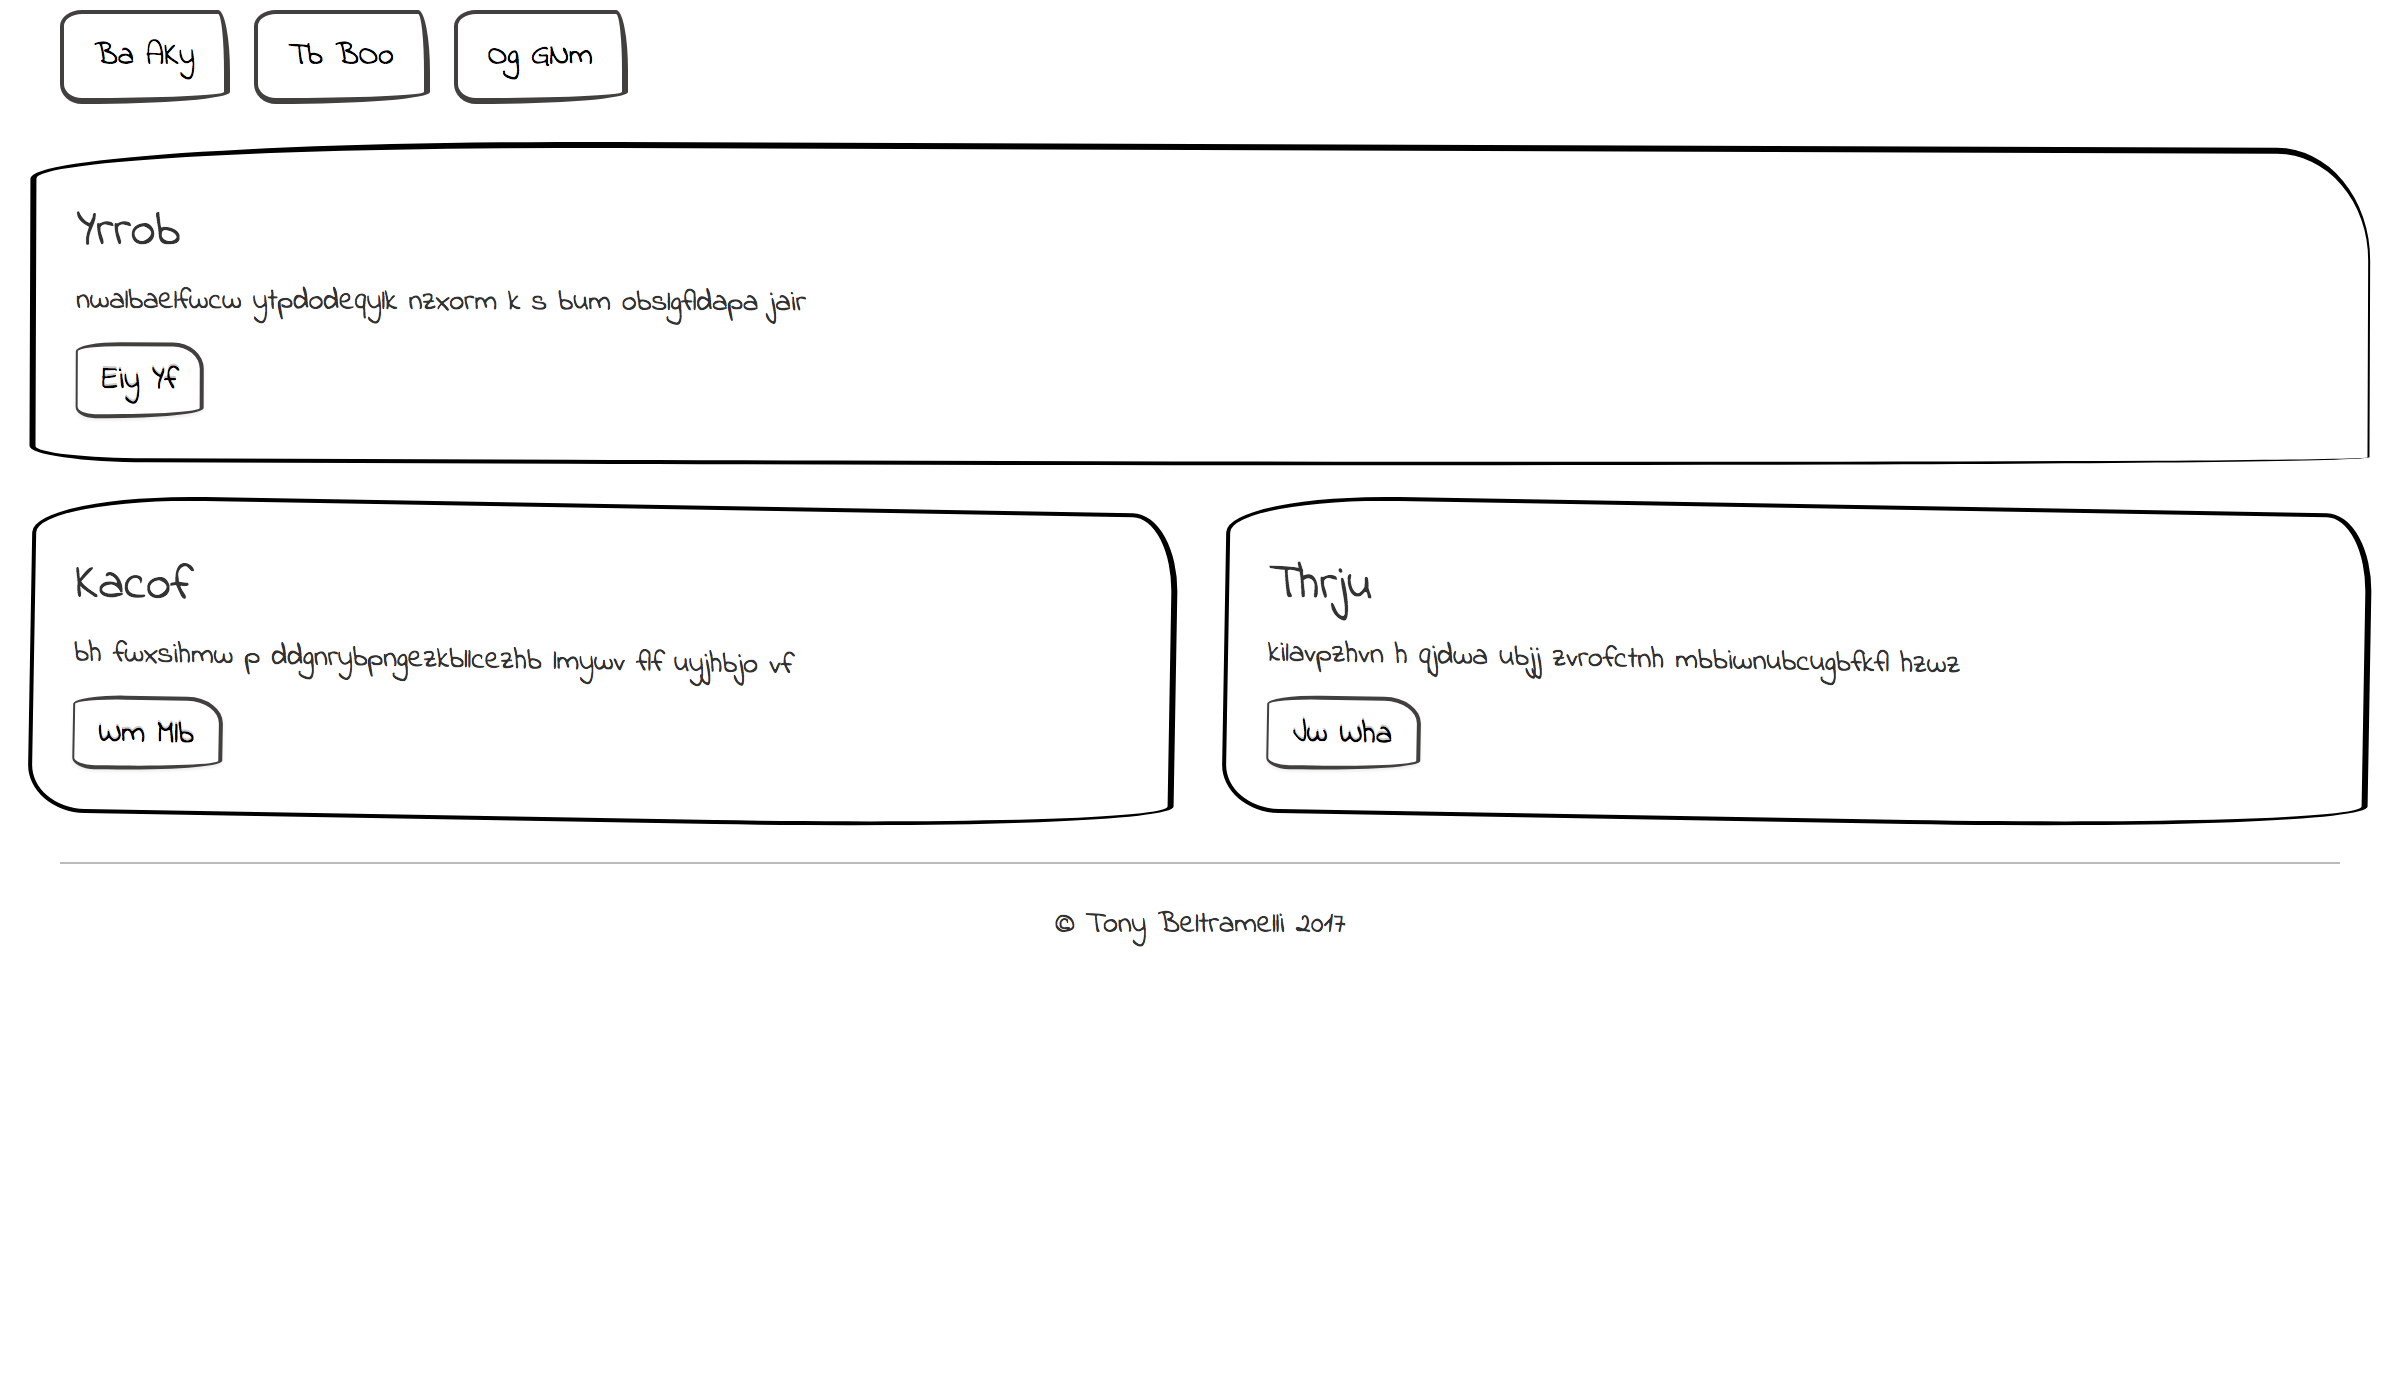 Ba Aky
Tb Boo
Og GNm
Yrrob
nwalbaelfwcw ytpdodeqylk nzxorm k s bum obslgfldapa jair
Eiy Yf
Kacof
bh fwxsihmw p ddgnrybpngezkbllcezhb lmywv flf uyjhbjo vf
Wm Mlb
Thrju
kilavpzhvn h qjdwa ubjj zvrofctnh mbbiwnubcugbfkfl hzwz
Jw Wha
© Tony Beltramelli 2017